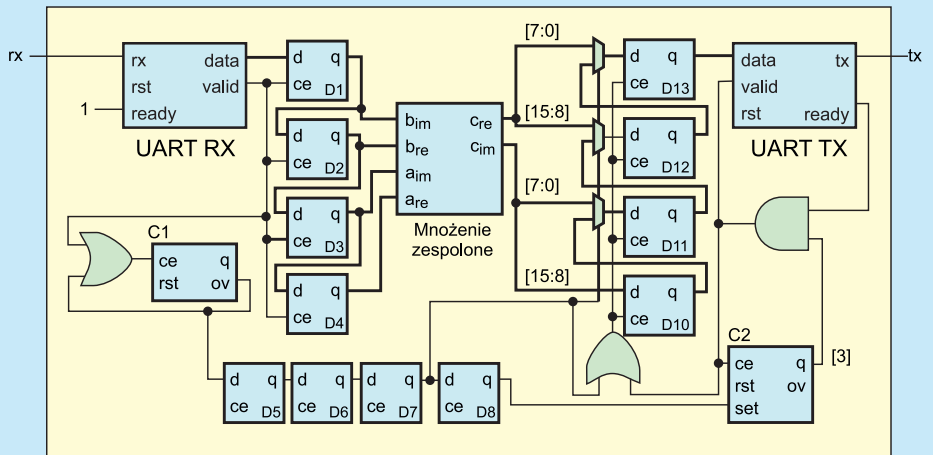 rx
1
rx
data
rst
valid
ready
UART RX
d q
ce
D1
d q
ce
D2
d q
ce
D3
d q
ce
D4
C1
ce q
rst ov
b_im
b_re
a_im
a_re
c_re
c_im
Mnożenie
zespolone
[7:0]
[15:8]
[7:0]
[15:8]
d q
ce
D13
d q
ce
D12
d q
ce
D11
d q
ce
D10
data
tx
valid
rst
ready
UART TX
tx
d q
ce
D5
d q
ce
D6
d q
ce
D7
d q
ce
D8
C2
ce q
rst ov
set
[3]